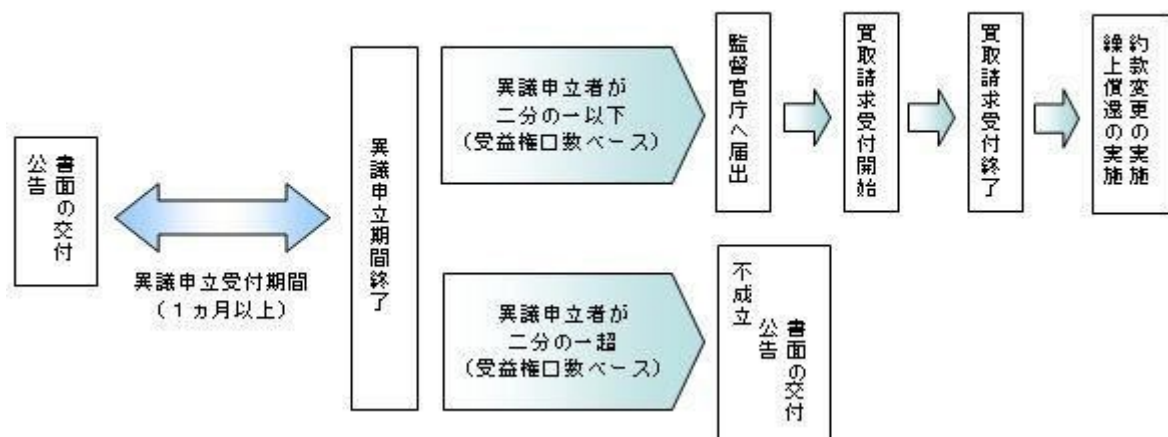 書面の交付
公告
異議申立受付期間
（１ヵ月以上）
異議申立期間終了
異議申立者が
二分の一以下
（受益権口数ベース）
監督官庁へ届出
買取請求受付開始
買取請求受付終了
約款変更の実施
繰上償還の実施
異議申立者が
二分の一超
（受益権口数ベース）
不成立
書面の交付
公告